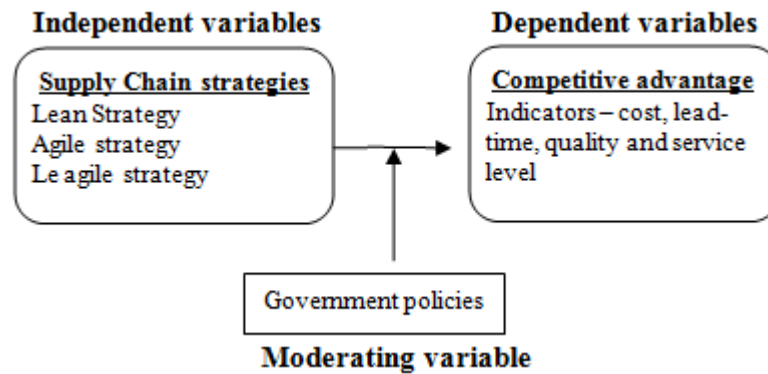 Independent variables
Supply Chain strategies
Lean Strategy
Agile strategy
Le agile strategy
Dependent variables
Competitive advantage
Indicators – cost, lead-
time, quality and service
level
Government policies
Moderating variable